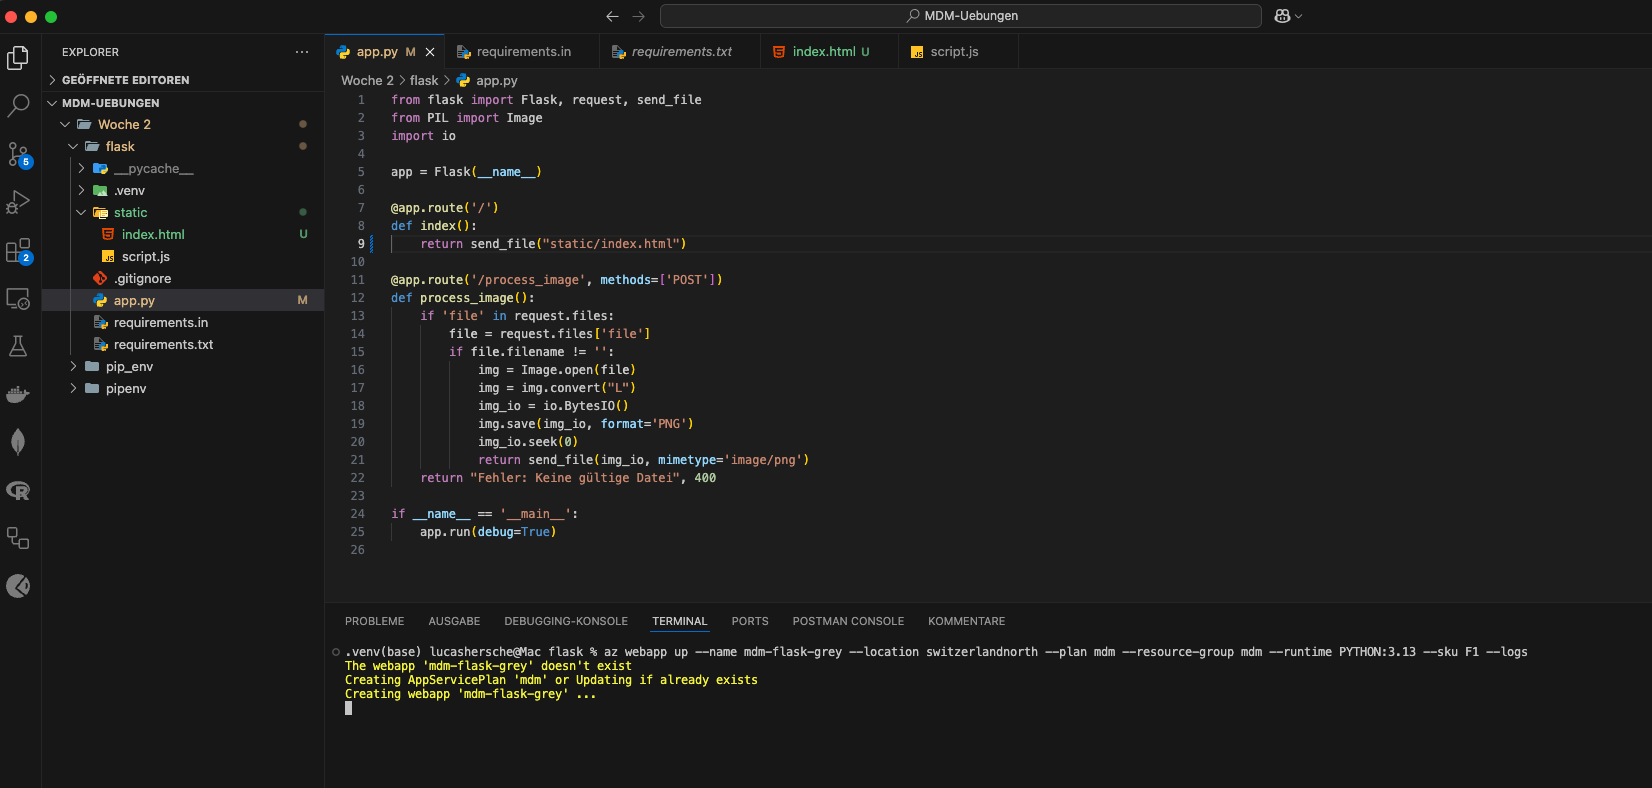 MDM-Uebungen
EXPLORER
GEÖFFNETE EDITOREN
MDM-UEBUNGEN
Woche 2
flask
__pycache__
.venv
static
index.html U
JS script.js
.gitignore
app.py M
requirements.in
requirements.txt
pip_env
pipenv
5
2
app.py M
requirements.in
requirements.txt
index.html U
JS script.js
Woche 2 > flask > app.py
1 from flask import Flask, request, send_file
2 from PIL import Image
3 import io
4
5 app = Flask(__name__)
6
7 @app.route('/')
8 def index():
9 return send_file("static/index.html")
10
11 @app.route('/process_image', methods=['POST'])
12 def process_image():
13 if 'file' in request.files:
14 file = request.files['file']
15 if file.filename != '':
16 img = Image.open(file)
17 img = img.convert("L")
18 img_io = io.BytesIO()
19 img.save(img_io, format='PNG')
20 img_io.seek(0)
21 return send_file(img_io, mimetype='image/png')
22 return "Fehler: Keine gültige Datei", 400
23
24 if __name__ == '__main__':
25 app.run(debug=True)
26
PROBLEME AUSGABE DEBUGGING-KONSOLE TERMINAL PORTS POSTMAN CONSOLE KOMMENTARE
.venv(base) lucashersche@Mac flask % az webapp up --name mdm-flask-grey --location switzerlandnorth --plan mdm --resource-group mdm --runtime PYTHON:3.13 --sku F1 --logs
The webapp 'mdm-flask-grey' doesn't exist
Creating AppServicePlan 'mdm' or Updating if already exists
Creating webapp 'mdm-flask-grey' ...